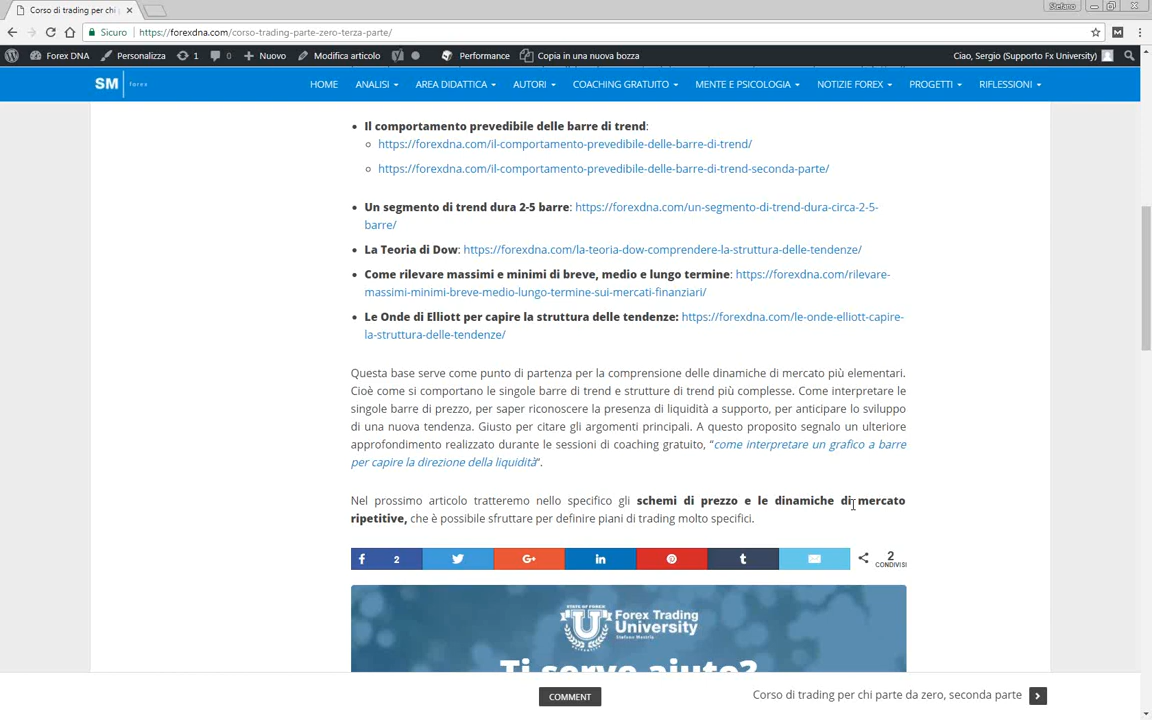 Corso di trading per chi
Stefano
Sicuro https://forexdna.com/corso-trading-parte-zero-terza-parte/
Forex DNA Personalizza 1 0 Nuovo Modifica articolo Performance Copia in una nuova bozza Ciao, Sergio (Supporto Fx University)
SM forex HOME ANALISI AREA DIDATTICA AUTORI COACHING GRATUITO MENTE E PSICOLOGIA NOTIZIE FOREX PROGETTI RIFLESSIONI
Il comportamento prevedibile delle barre di trend:
https://forexdna.com/il-comportamento-prevedibile-delle-barre-di-trend/
https://forexdna.com/il-comportamento-prevedibile-delle-barre-di-trend-seconda-parte/
Un segmento di trend dura 2-5 barre: https://forexdna.com/un-segmento-di-trend-dura-circa-2-5-
barre/
La Teoria di Dow: https://forexdna.com/la-teoria-dow-comprendere-la-struttura-delle-tendenze/
Come rilevare massimi e minimi di breve, medio e lungo termine: https://forexdna.com/rilevare-
massimi-minimi-breve-medio-lungo-termine-sui-mercati-finanziari/
Le Onde di Elliott per capire la struttura delle tendenze: https://forexdna.com/le-onde-elliott-capire-
la-struttura-delle-tendenze/
Questa base serve come punto di partenza per la comprensione delle dinamiche di mercato più elementari.
Cioè come si comportano le singole barre di trend e strutture di trend più complesse. Come interpretare le
singole barre di prezzo, per saper riconoscere la presenza di liquidità a supporto, per anticipare lo sviluppo
di una nuova tendenza. Giusto per citare gli argomenti principali. A questo proposito segnalo un ulteriore
approfondimento realizzato durante le sessioni di coaching gratuito, "come interpretare un grafico a barre
per capire la direzione della liquidità".
Nel prossimo articolo tratteremo nello specifico gli schemi di prezzo e le dinamiche di mercato
ripetitive, che è possibile sfruttare per definire piani di trading molto specifici.
2
2
CONDIVISI
STATE OF FOREX
Forex Trading
University
Stefano Mastria
Ti serve aiuto?
COMMENT
Corso di trading per chi parte da zero, seconda parte